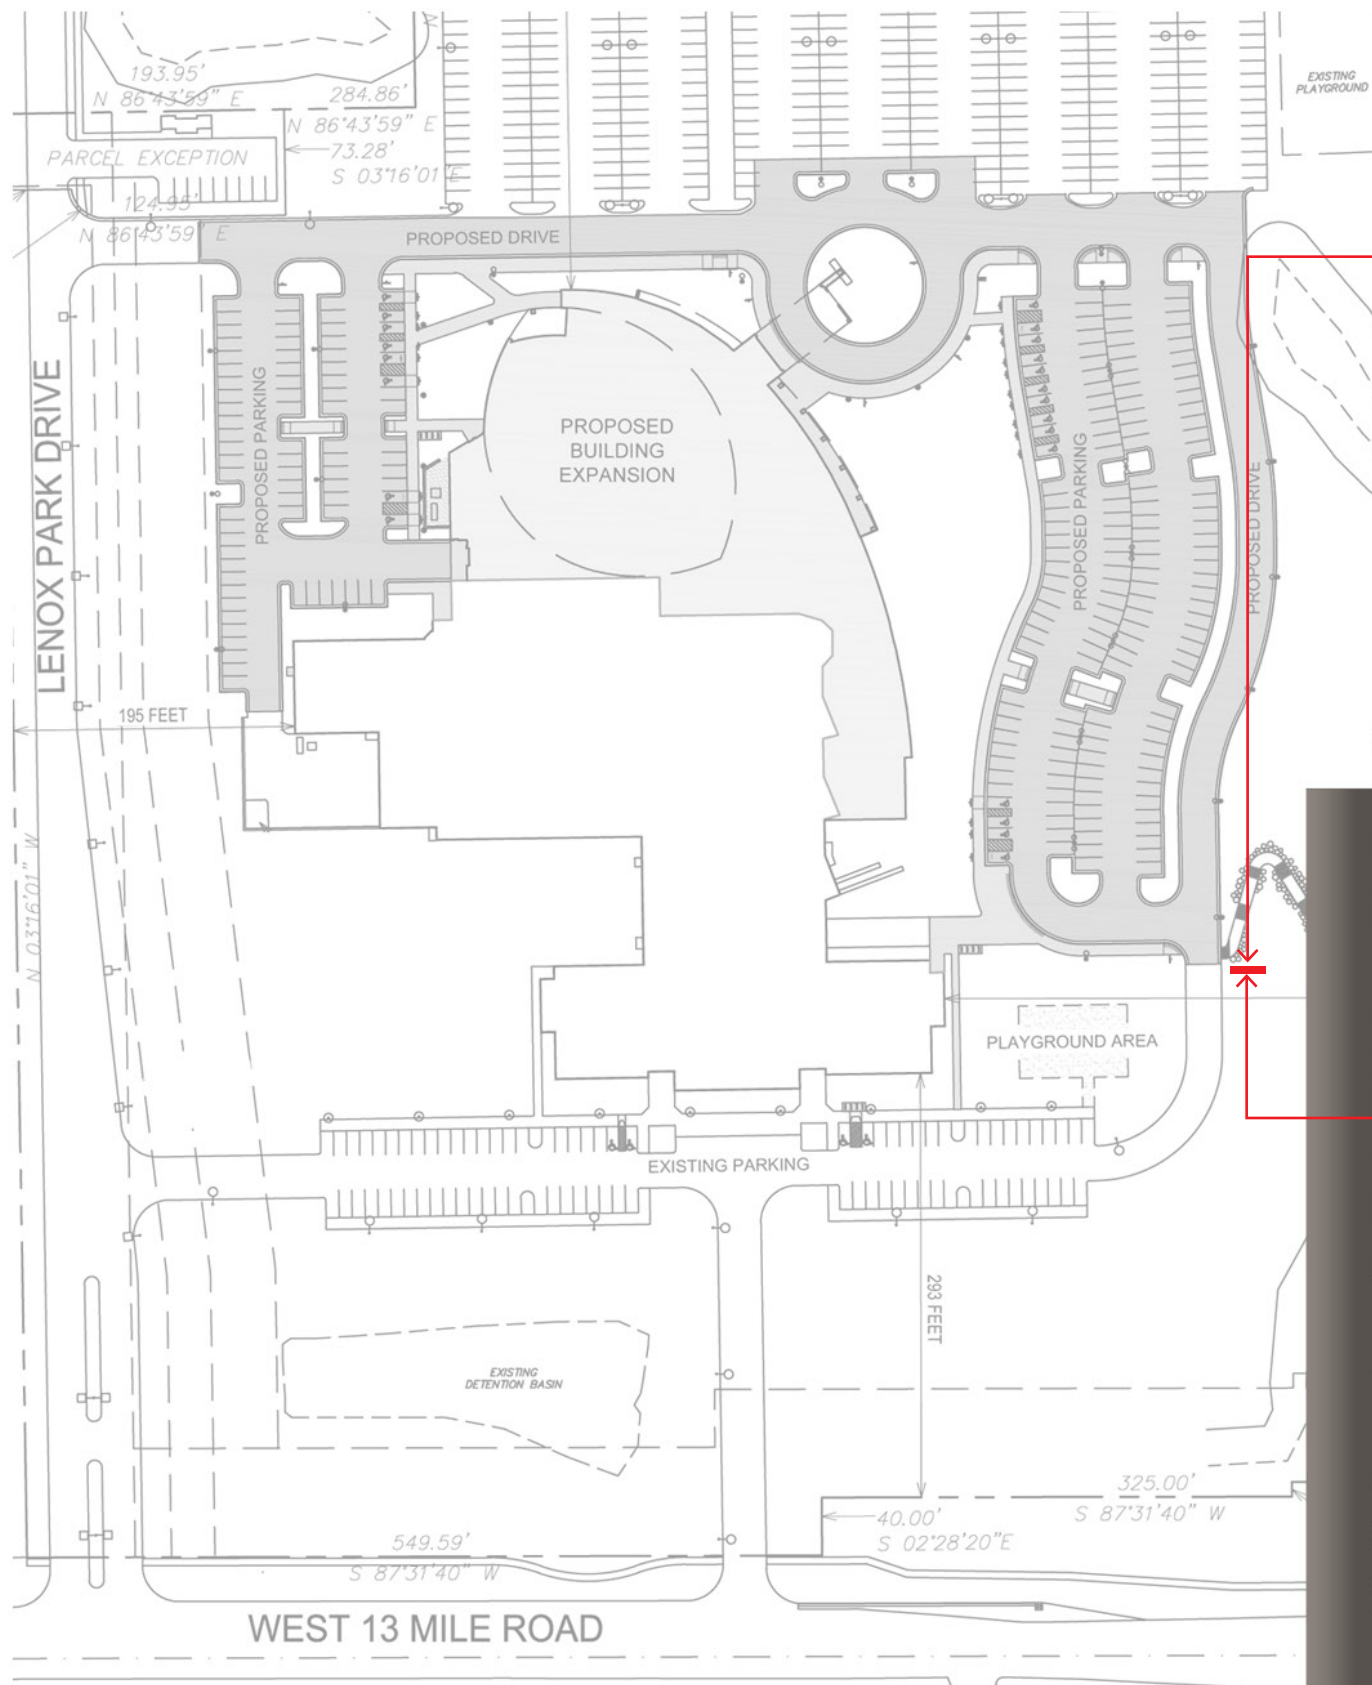 193.95'
N 86°43'59" E
284.86'
N 86°43'59" E
73.28'
S 03°16'01"E
PARCEL EXCEPTION
124.95'
N 86°43'59" E
EXISTING
PLAYGROUND
PROPOSED DRIVE
PROPOSED PARKING
PROPOSED
BUILDING
EXPANSION
PROPOSED PARKING
PROPOSED DRIVE
LENOX PARK DRIVE
195 FEET
N 03°16'01" W
PLAYGROUND AREA
EXISTING PARKING
293 FEET
EXISTING
DETENTION BASIN
325.00'
S 87°31'40" W
40.00'
S 02°28'20"E
549.59'
S 87°31'40" W
WEST 13 MILE ROAD